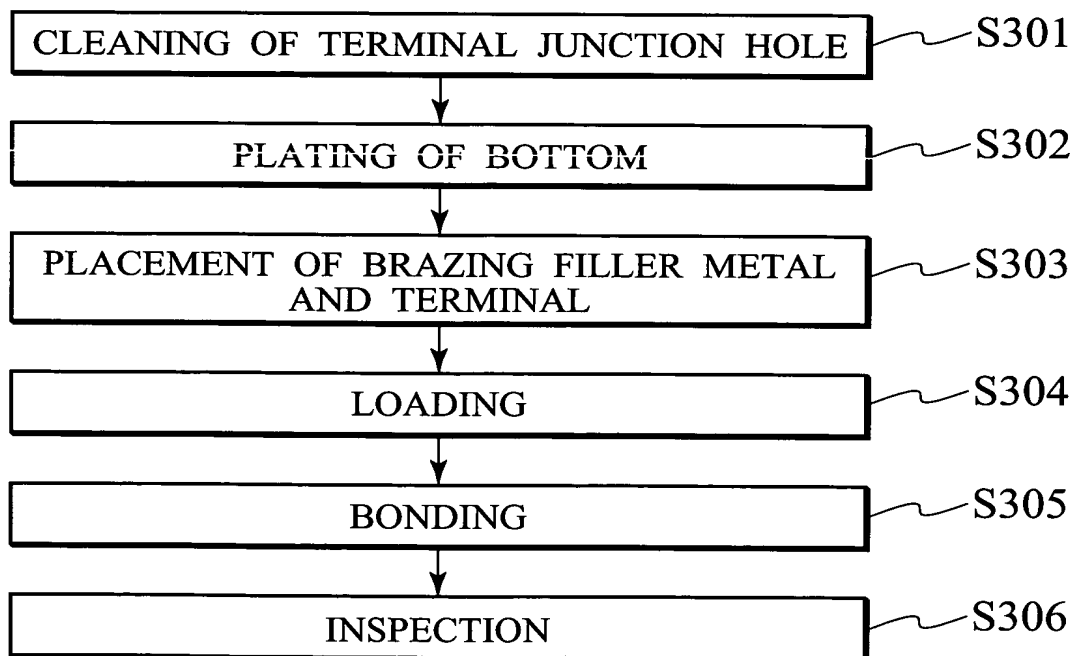 CLEANING OF TERMINAL JUNCTION HOLE
S301
PLATING OF BOTTOM
S302
PLACEMENT OF BRAZING FILLER METAL
AND TERMINAL
S303
LOADING
S304
BONDING
S305
INSPECTION
S306